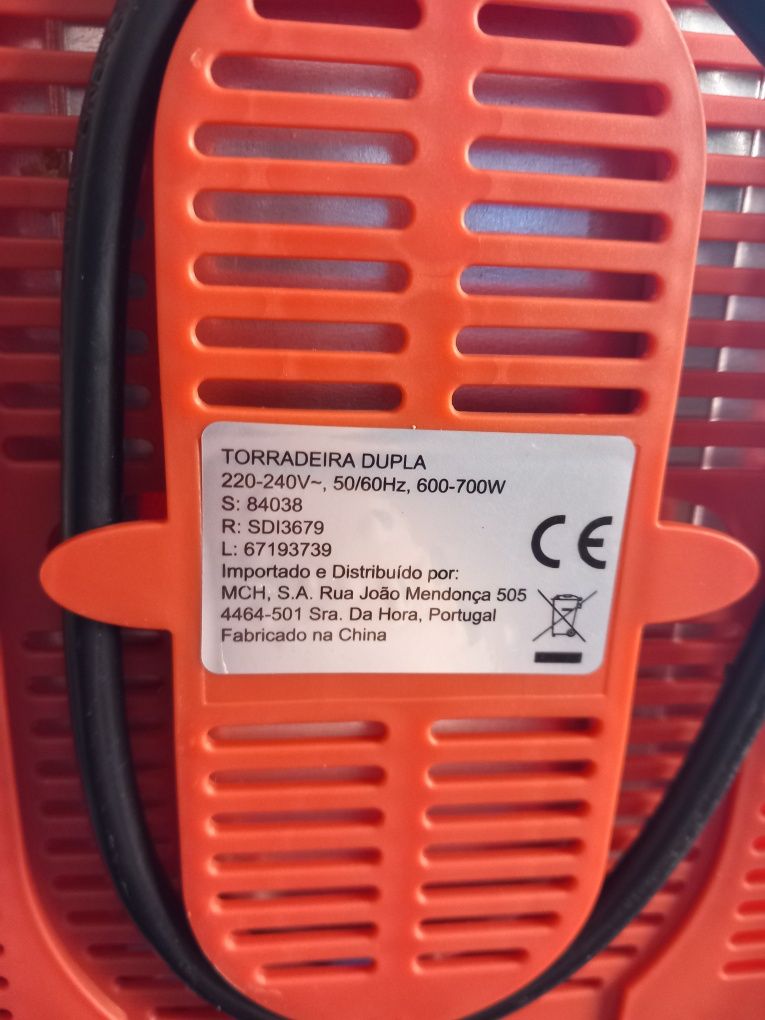 TORRADEIRA DUPLA
220-240V~, 50/60Hz, 600-700W
S: 84038
R: SDI3679
L: 67193739
Importado e Distribuído por:
MCH, S.A. Rua João Mendonça 505
4464-501 Sra. Da Hora, Portugal
Fabricado na China
CE